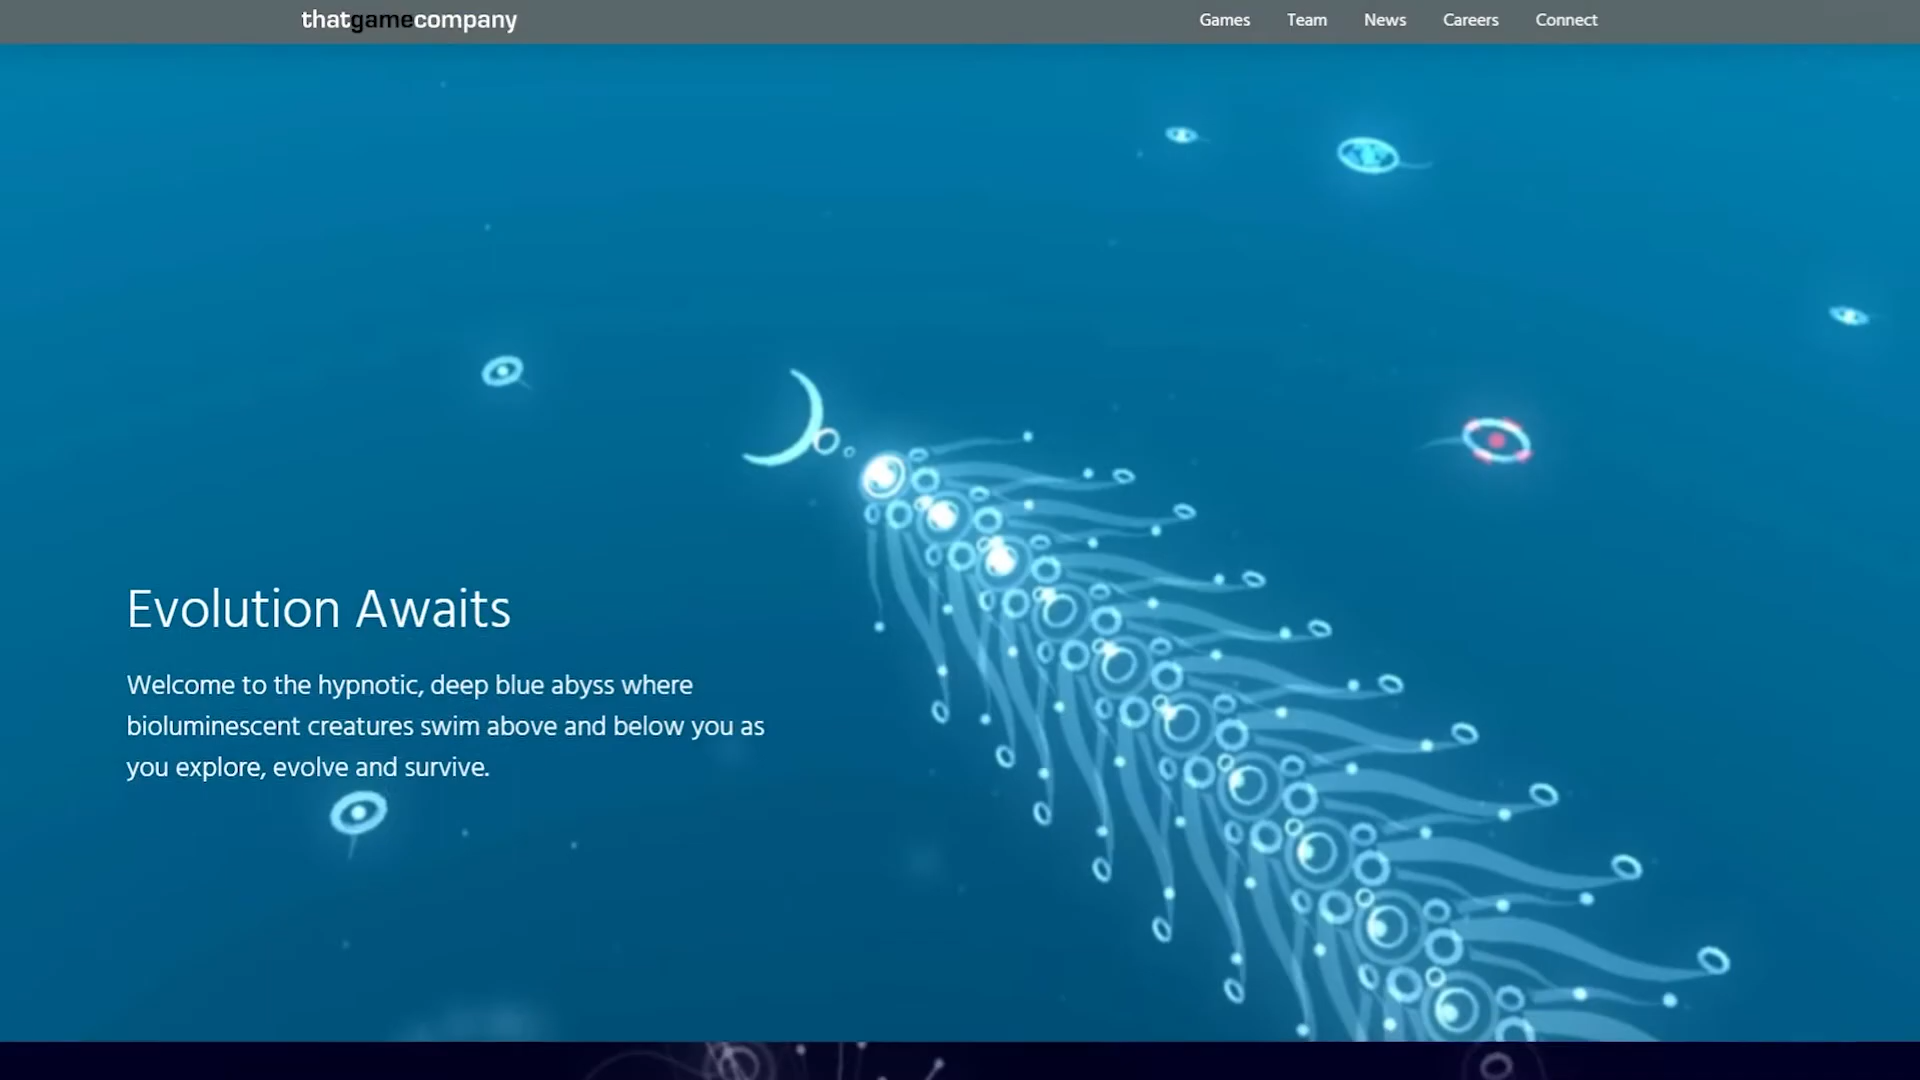 thatgamecompany
Games Team News Careers Connect
Evolution Awaits
Welcome to the hypnotic, deep blue abyss where
bioluminescent creatures swim above and below you as
you explore, evolve and survive.